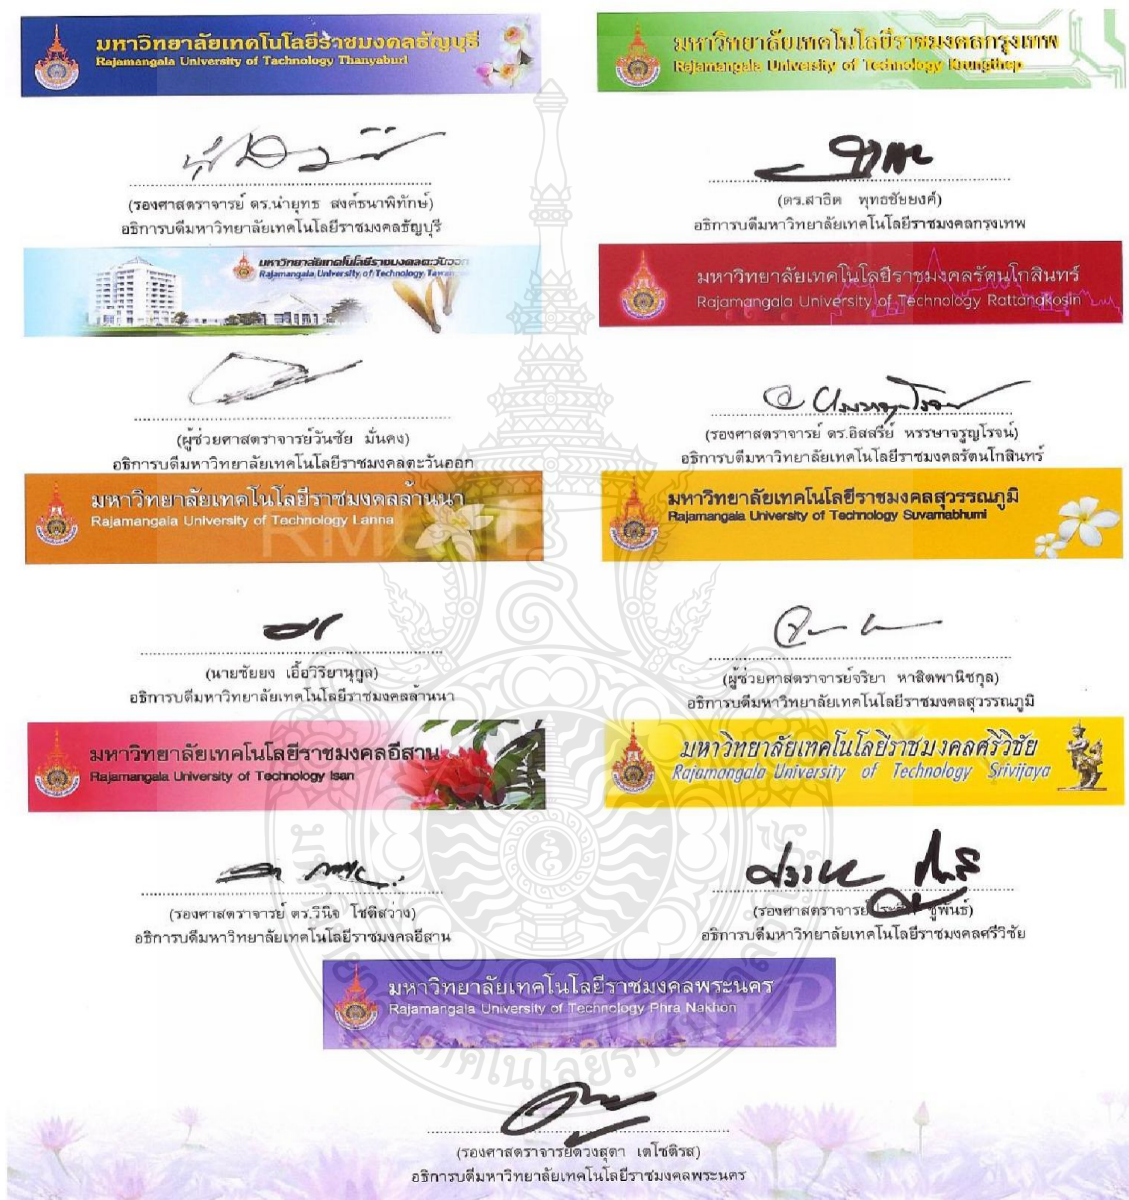 มหาวิทยาลัยเทคโนโลยีราชมงคลธัญบุรี
Rajamangala University of Tachnology Thanyaburi
มหาวิทยาลัยเทคโนโลยีราชมงคลกรุงเทพ
Rajamangala University of Technology Krungthep
(รองศาสตราจารย์ ดร.นำยุทธ สงค์ธนาพิทักษ์)
อธิการบดีมหาวิทยาลัยเทคโนโลยีราชมงคลธัญบุรี
(ดร.สาธิต พุทธชัยยงค์)
อธิการบดีมหาวิทยาลัยเทคโนโลยีราชมงคลกรุงเทพ
มหาวิทยาลัยเทคโนโลยีราชมงคลตะวันออก
Rajamangala University of Technology
มหาวิทยาลัยเทคโนโลยีราชมงคลรัตนโกสินทร์
Rajamangala University of Technology Rattanakosin
(ผู้ช่วยศาสตราจารย์วันชัย มั่นคง)
อธิการบดีมหาวิทยาลัยเทคโนโลยีราชมงคลตะวันออก
(รองศาสตราจารย์ ดร.อิสสรีย์ หรรษาจรูญโรจน์)
อธิการบดีมหาวิทยาลัยเทคโนโลยีราชมงคลรัตนโกสินทร์
มหาวิทยาลัยเทคโนโลยีราชมงคลล้านนา
Rajamangala University of Technology Lanna
มหาวิทยาลัยเทคโนโลยีราชมงคลสุวรรณภูมิ
Rajamangala University of Technology Suvarnabhumi
(นายชัยยง เอื้อวิริยานุกูล)
อธิการบดีมหาวิทยาลัยเทคโนโลยีราชมงคลล้านนา
(ผู้ช่วยศาสตราจารย์จริยา หาสิตพานิชกุล)
อธิการบดีมหาวิทยาลัยเทคโนโลยีราชมงคลสุวรรณภูมิ
มหาวิทยาลัยเทคโนโลยีราชมงคลอีสาน
Rajamangala University of Technology Isan
มหาวิทยาลัยเทคโนโลยีราชมงคลศรีวิชัย
Rajamangala University of Technology Srivijaya
(รองศาสตราจารย์ ดร.วินิจ โชติสว่าง)
อธิการบดีมหาวิทยาลัยเทคโนโลยีราชมงคลอีสาน
(รองศาสตราจารย์ ชูพันธ์)
อธิการบดีมหาวิทยาลัยเทคโนโลยีราชมงคลศรีวิชัย
มหาวิทยาลัยเทคโนโลยีราชมงคลพระนคร
Rajamangala University of Technology Phra Nakhon
(รองศาสตราจารย์ดวงสุดา เตโชติรส)
อธิการบดีมหาวิทยาลัยเทคโนโลยีราชมงคลพระนคร